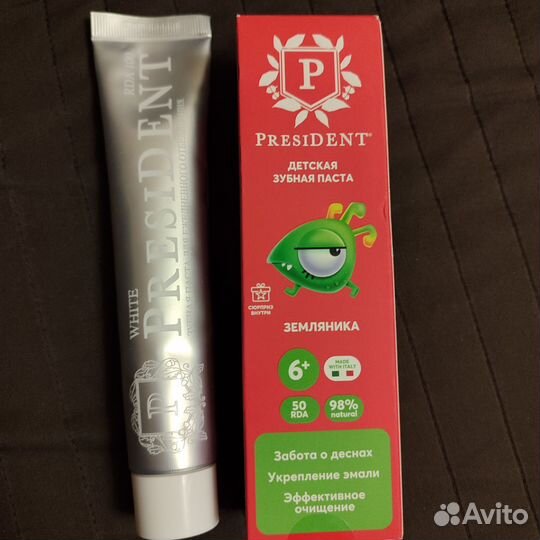 WHITE
PRESIDENT
RDA 100
P
P
PRESIDENT®
ДЕТСКАЯ
ЗУБНАЯ ПАСТА
СЮРПРИЗ
ВНУТРИ
ЗЕМЛЯНИКА
6+
MADE
WITH ITALY
50
RDA
98%
natural
Забота о деснах
Укрепление эмали
Эффективное
очищение
Avito